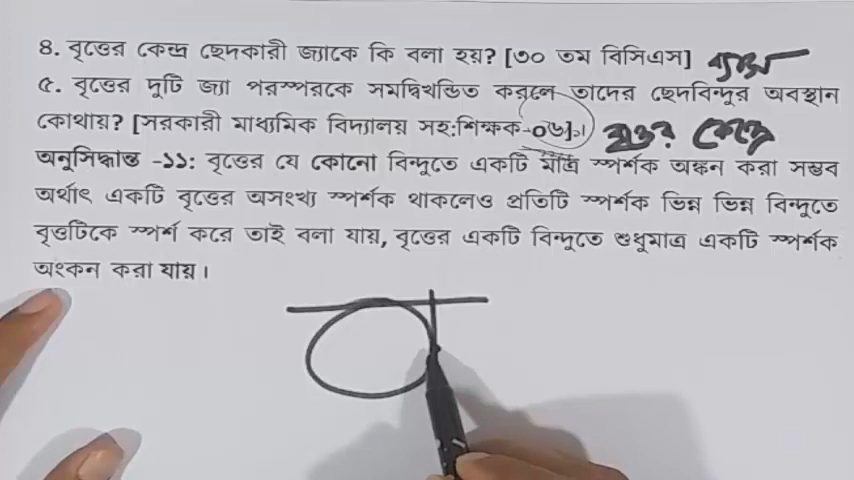 ৪. বৃত্তের কেন্দ্র ছেদকারী জ্যাকে কি বলা হয়? [৩০ তম বিসিএস] ব্যাস
৫. বৃত্তের দুটি জ্যা পরস্পরকে সমদ্বিখন্ডিত করলে তাদের ছেদবিন্দুর অবস্থান
কোথায়? [সরকারী মাধ্যমিক বিদ্যালয় সহ:শিক্ষক-০৬]। বৃত্তের কেন্দ্রে
অনুসিদ্ধান্ত -১১: বৃত্তের যে কোনো বিন্দুতে একটি মাত্র স্পর্শক অঙ্কন করা সম্ভব
অর্থাৎ একটি বৃত্তের অসংখ্য স্পর্শক থাকলেও প্রতিটি স্পর্শক ভিন্ন ভিন্ন বিন্দুতে
বৃত্তটিকে স্পর্শ করে তাই বলা যায়, বৃত্তের একটি বিন্দুতে শুধুমাত্র একটি স্পর্শক
অংকন করা যায়।